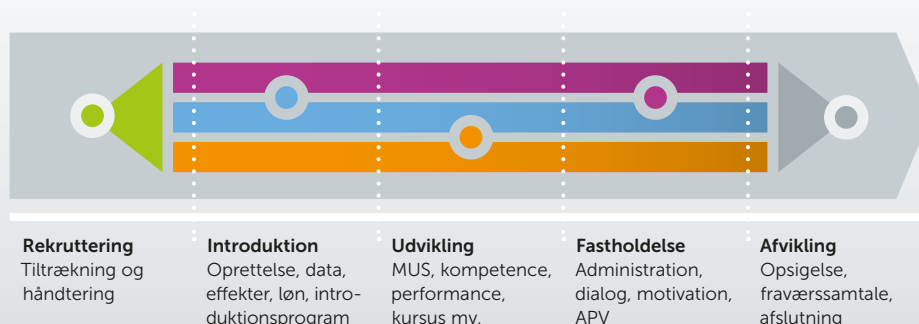 Rekruttering
Tiltrækning og
håndtering
Introduktion
Oprettelse, data,
effekter, løn, intro-
duktionsprogram
Udvikling
MUS, kompetence,
performance,
kursus mv.
Fastholdelse
Administration,
dialog, motivation,
APV
Afvikling
Opsigelse,
fraværssamtale,
afslutning